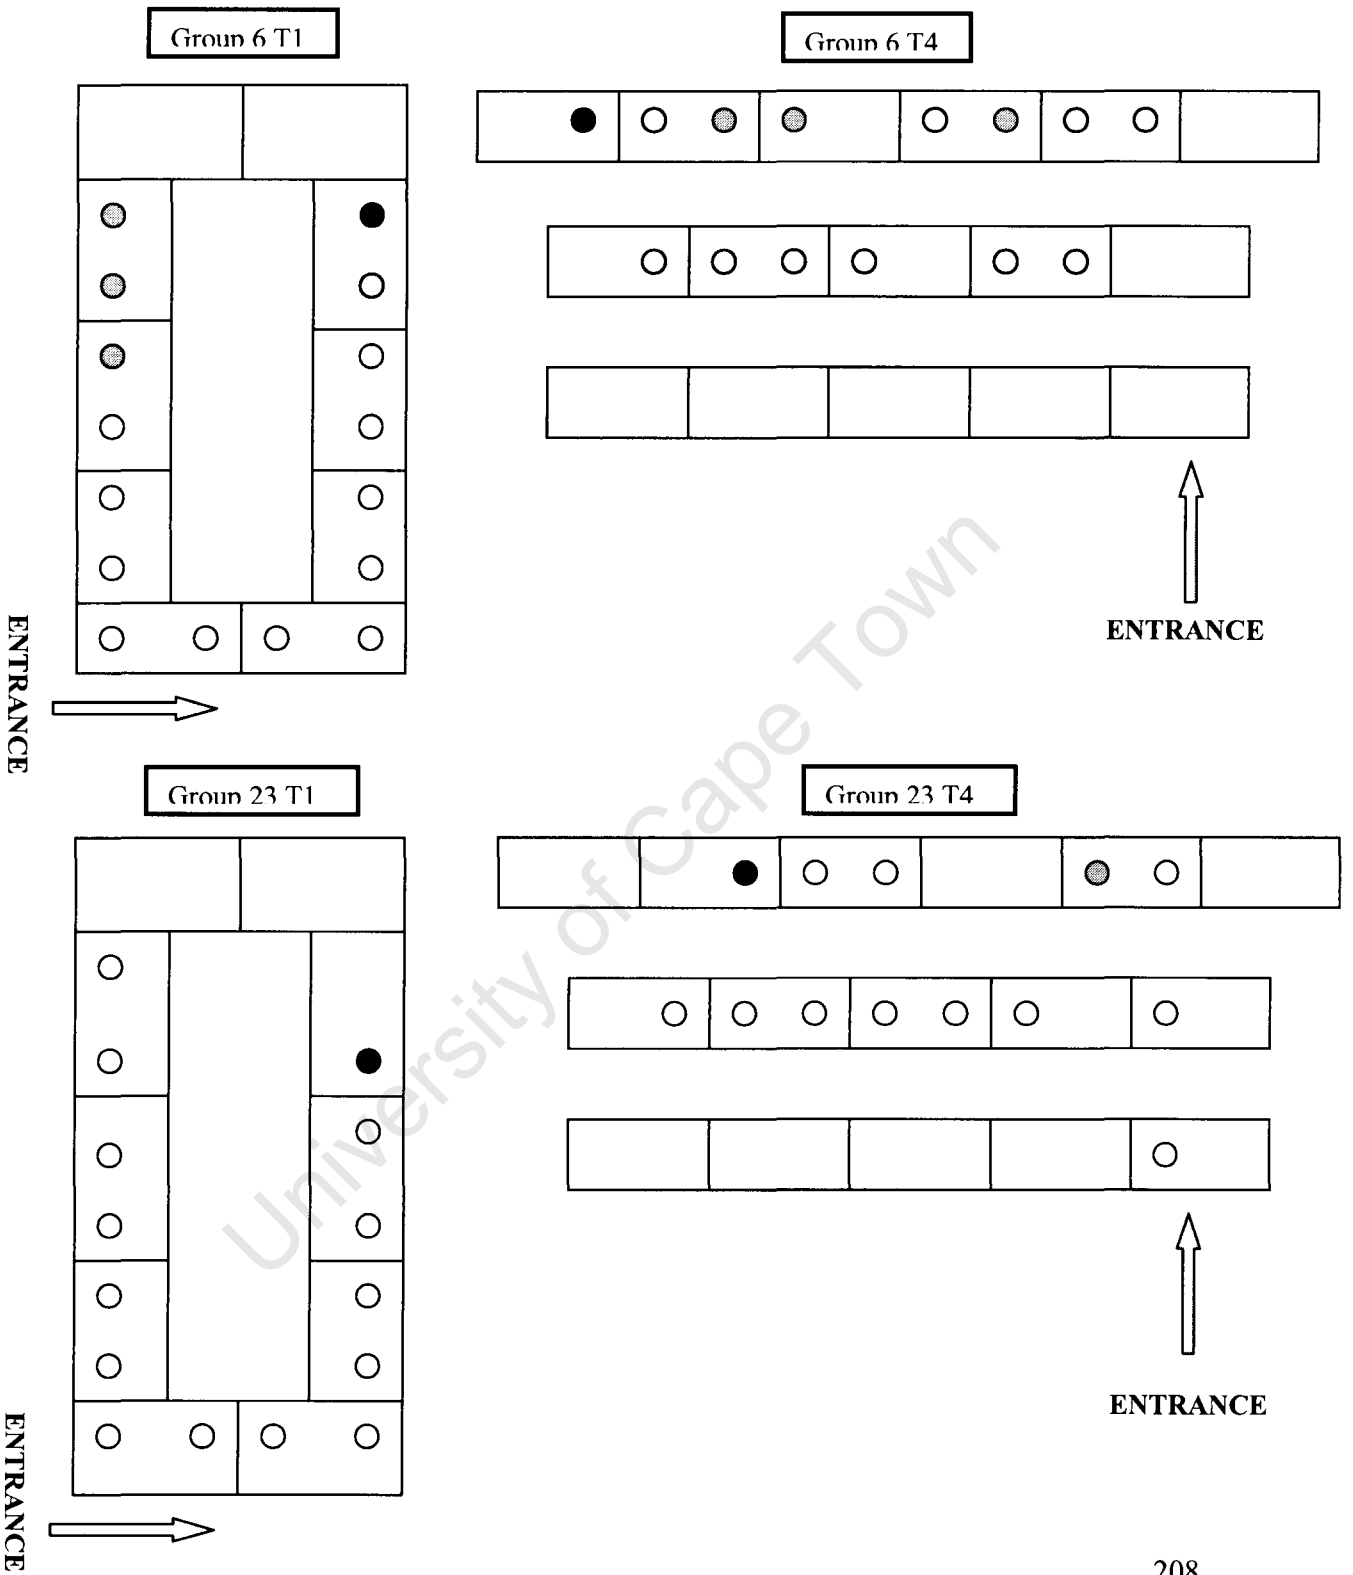 Group 6 T1
Group 6 T4
ENTRANCE
ENTRANCE
Group 23 T1
Group 23 T4
ENTRANCE
ENTRANCE
University of Cape Town
208